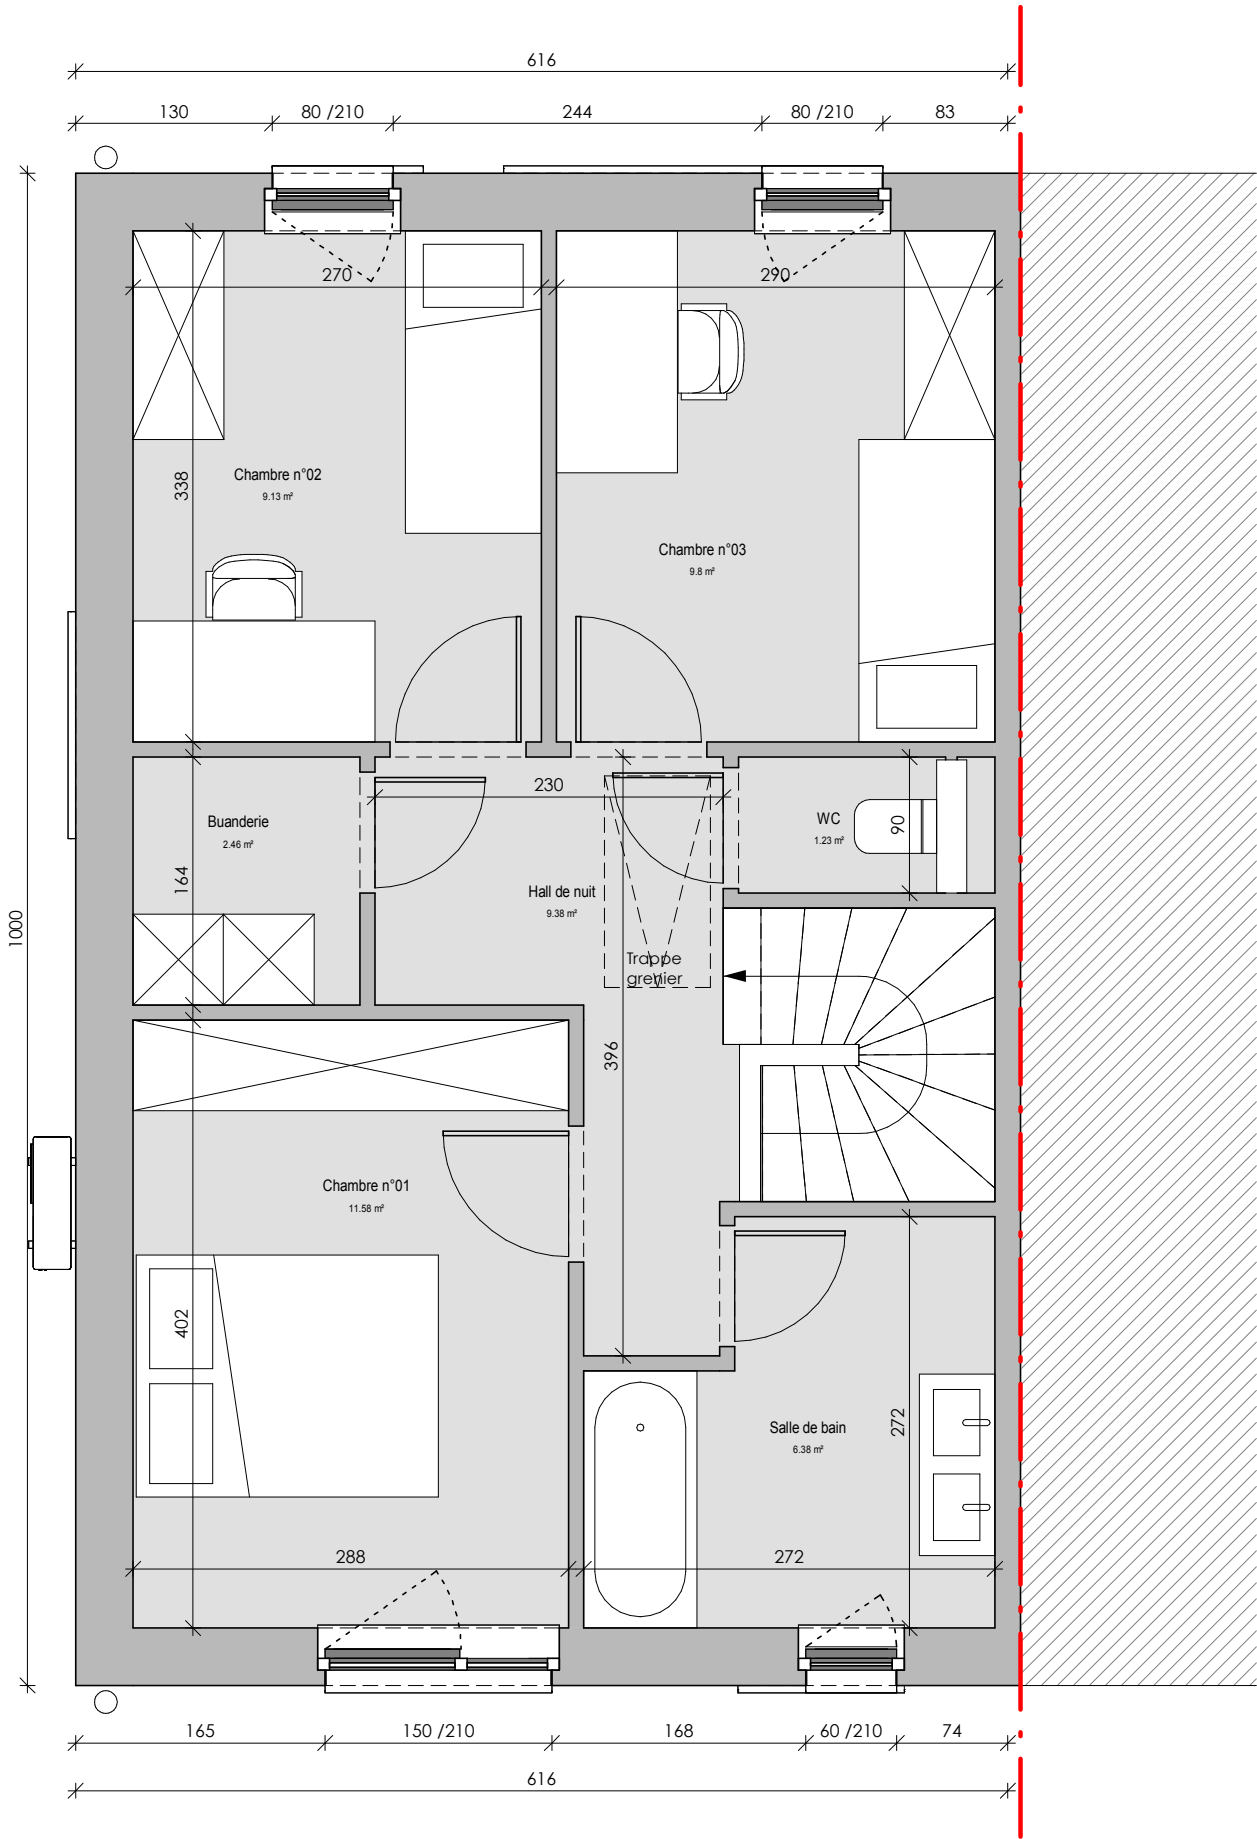 616
130
80 /210
244
80 /210
83
270
290
338
Chambre n°02
9.13 m²
Chambre n°03
9.8 m²
230
Buanderie
2.46 m²
WC
1.23 m²
90
164
Hall de nuit
9.38 m²
1000
Trappe
grenier
396
Chambre n°01
11.58 m²
402
272
Salle de bain
6.38 m²
288
272
165
150 /210
168
60 /210
74
616